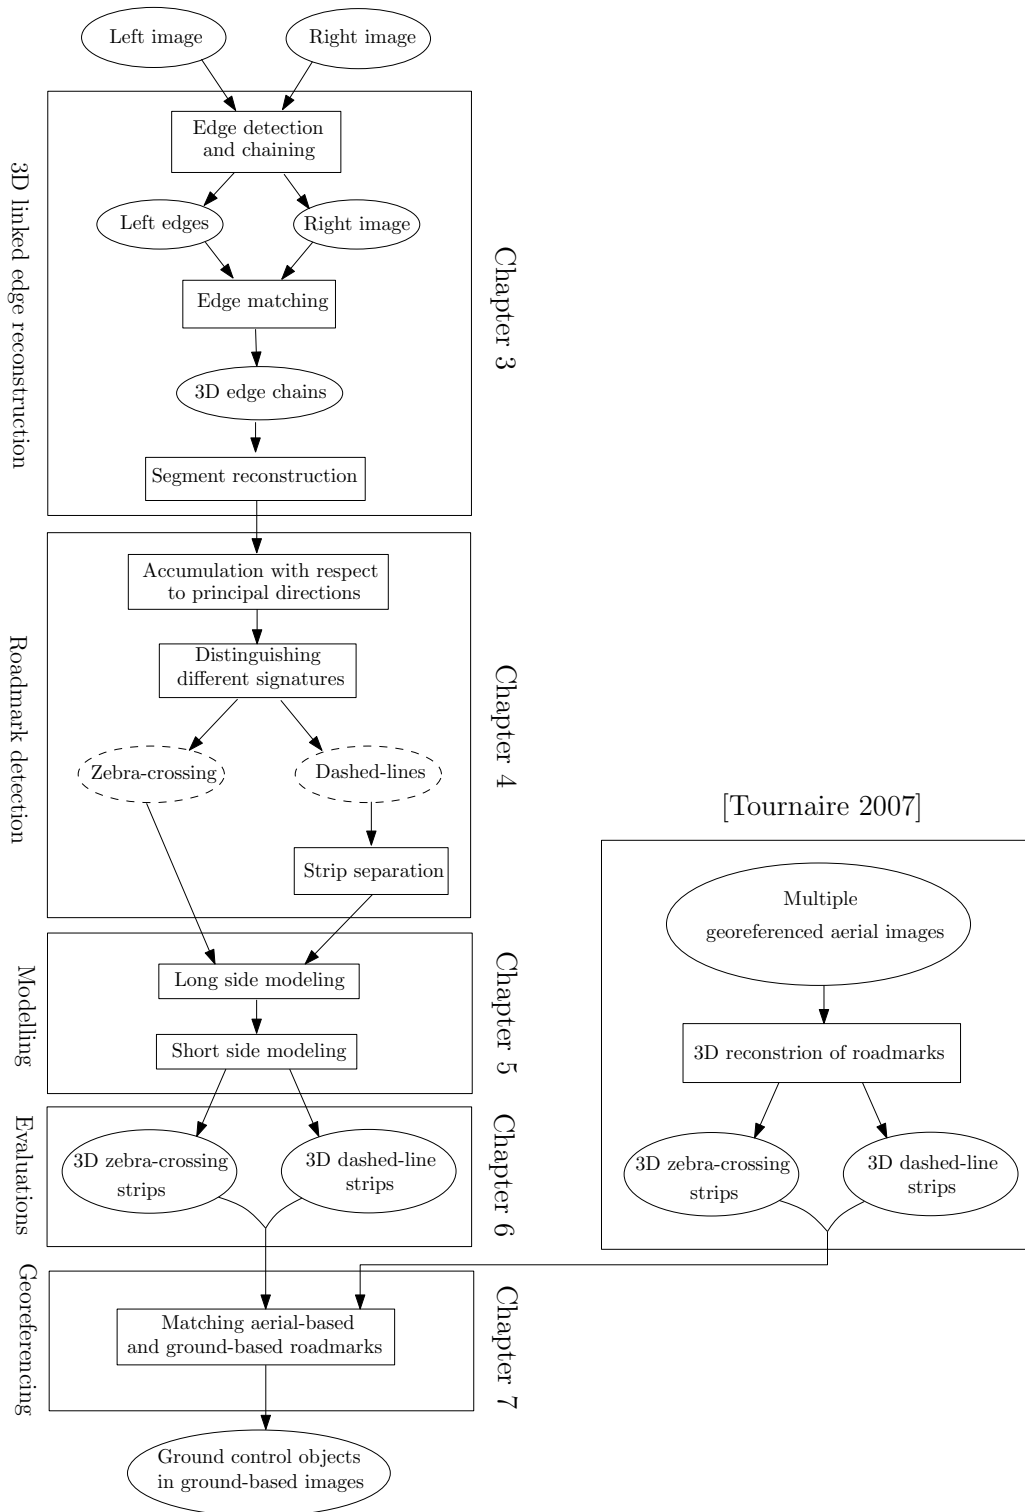 Left image
Right image
3D linked edge reconstruction
Chapter 3
Edge detection
and chaining
Left edges
Right image
Edge matching
3D edge chains
Segment reconstruction
Roadmark detection
Chapter 4
Accumulation with respect
to principal directions
Distinguishing
different signatures
Zebra-crossing
Dashed-lines
Strip separation
Modelling
Chapter 5
Long side modeling
Short side modeling
Evaluations
Chapter 6
3D zebra-crossing
strips
3D dashed-line
strips
[Tournaire 2007]
Multiple
georeferenced aerial images
3D reconstrion of roadmarks
3D zebra-crossing
strips
3D dashed-line
strips
Georeferencing
Chapter 7
Matching aerial-based
and ground-based roadmarks
Ground control objects
in ground-based images